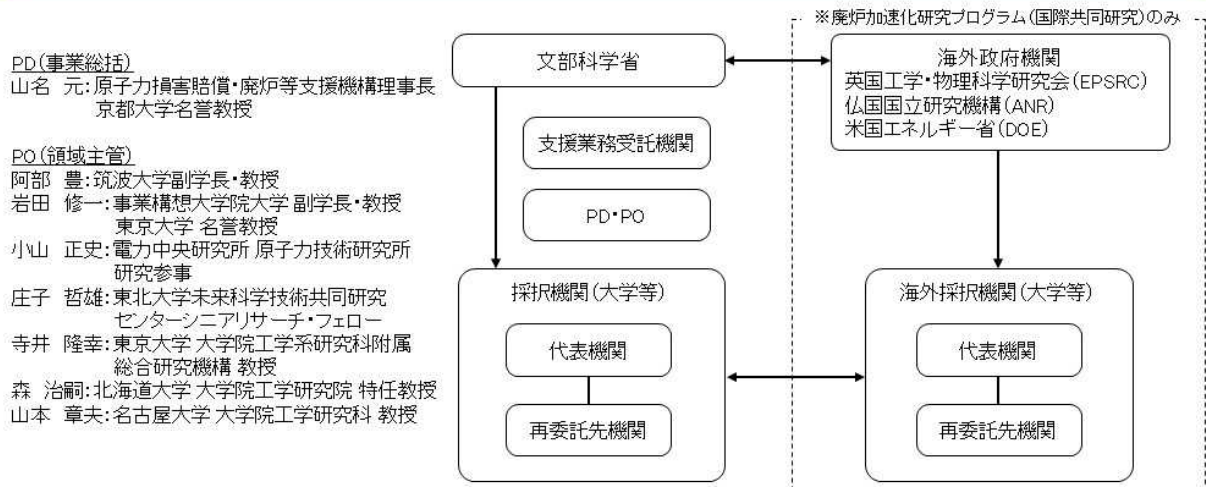 PD(事業総括)
山名 元:原子力損害賠償・廃炉等支援機構理事長
京都大学名誉教授
PO(領域主管)
阿部 豊:筑波大学副学長・教授
岩田 修一:事業構想大学院大学 副学長・教授
東京大学 名誉教授
小山 正史:電力中央研究所 原子力技術研究所
研究参事
庄子 哲雄:東北大学未来科学技術共同研究
センターシニアリサーチ・フェロー
寺井 隆幸:東京大学 大学院工学系研究科附属
総合研究機構 教授
森 治嗣:北海道大学 大学院工学研究院 特任教授
山本 章夫:名古屋大学 大学院工学研究科 教授
文部科学省
支援業務受託機関
PD・PO
採択機関(大学等)
代表機関
再委託先機関
※廃炉加速化研究プログラム(国際共同研究)のみ
海外政府機関
英国工学・物理科学研究会(EPSRC)
仏国国立研究機構(ANR)
米国エネルギー省(DOE)
海外採択機関(大学等)
代表機関
再委託先機関